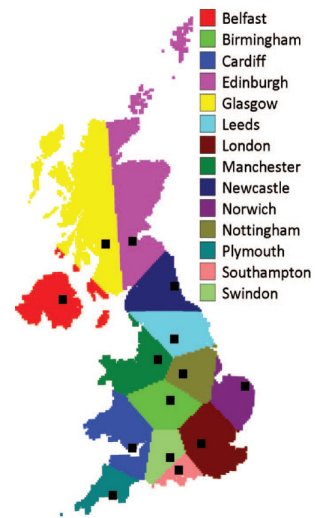 Belfast
Birmingham
Cardiff
Edinburgh
Glasgow
Leeds
London
Manchester
Newcastle
Norwich
Nottingham
Plymouth
Southampton
Swindon